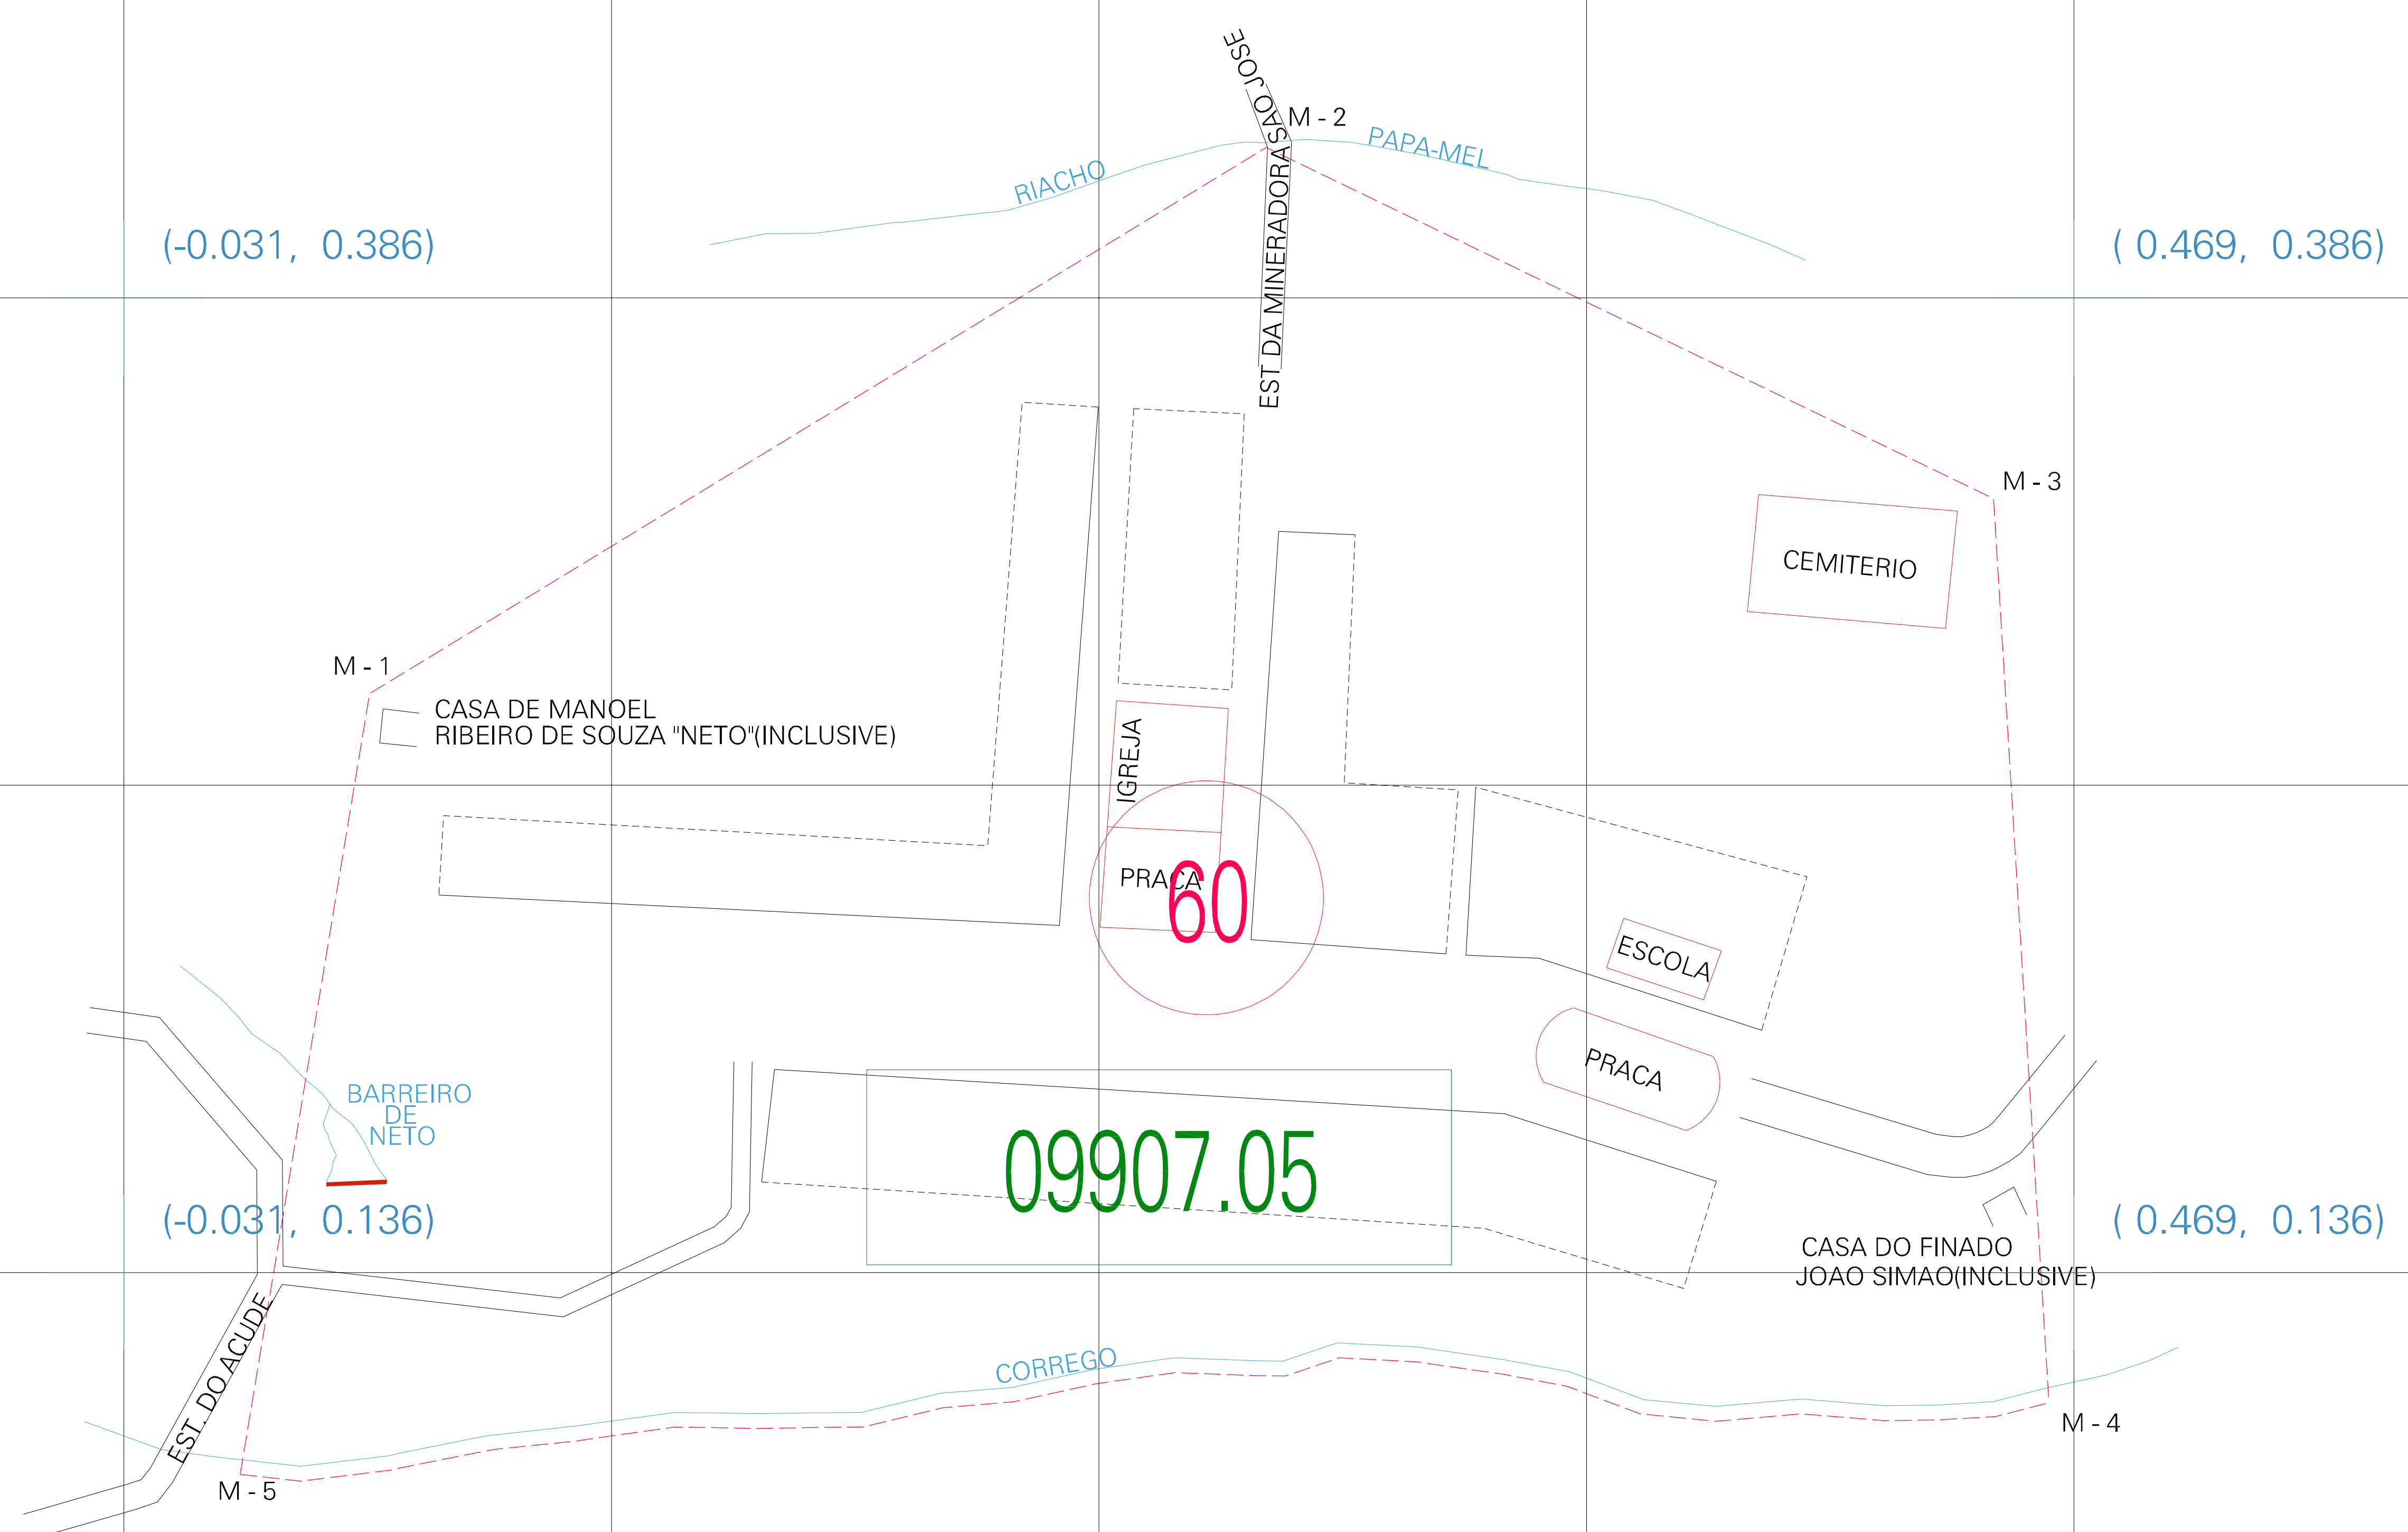 EST DA MINERADORA SAO JOSE
M - 2
RIACHO
PAPA-MEL
(-0.031, 0.386)
( 0.469, 0.386)
M - 3
CEMITERIO
M - 1
CASA DE MANOEL
RIBEIRO DE SOUZA "NETO"(INCLUSIVE)
IGREJA
PRACA
60
ESCOLA
PRACA
BARREIRO
DE
NETO
09907.05
(-0.031, 0.136)
( 0.469, 0.136)
CASA DO FINADO
JOAO SIMAO(INCLUSIVE)
EST. DO ACUDE
CORREGO
M - 4
M - 5